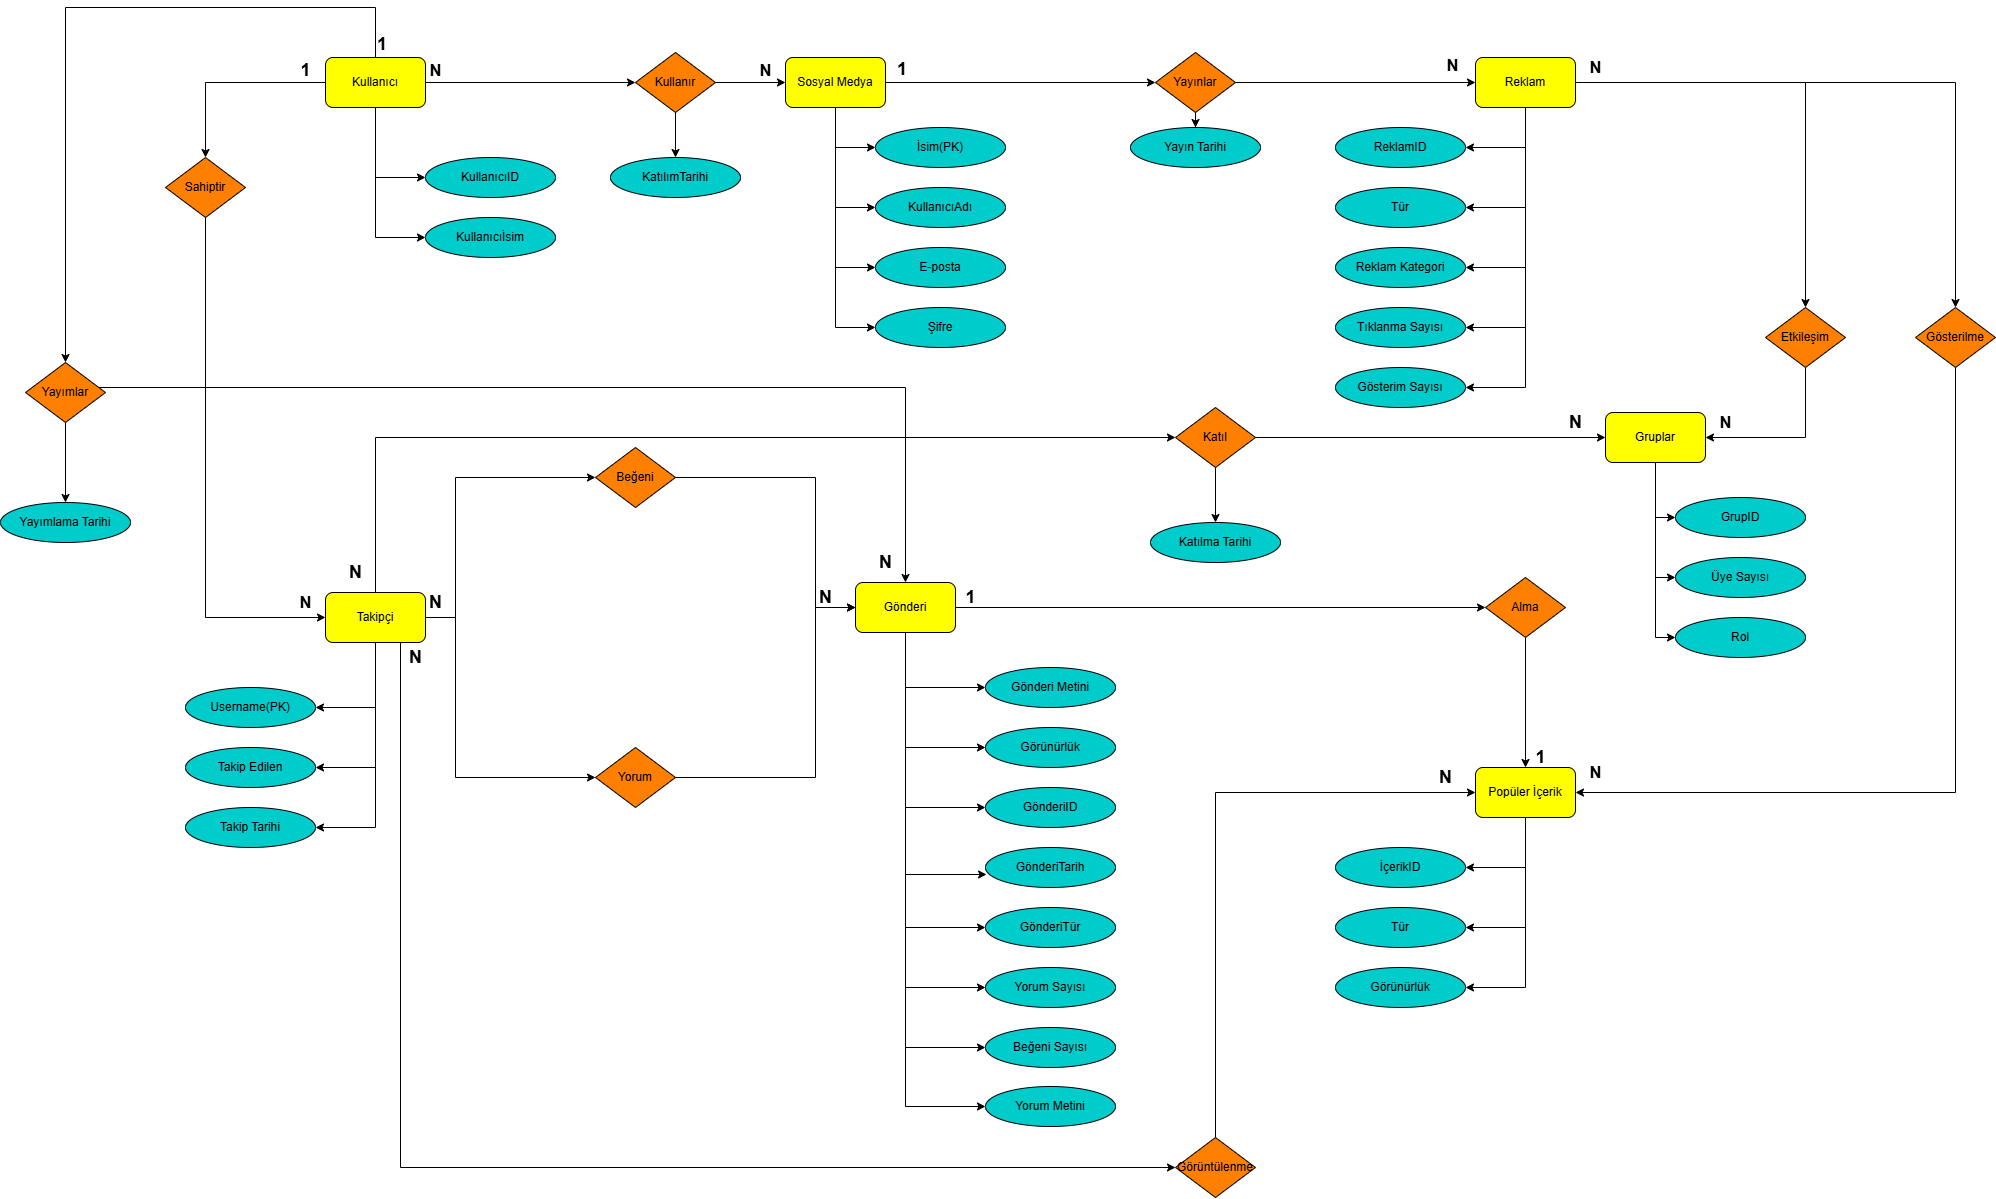 1
1
Kullanıcı
N
Kullanır
N
Sosyal Medya
1
Yayınlar
N
Reklam
N
KatılımTarihi
Yayın Tarihi
Sahiptir
KullanıcıID
Kullanıcıİsim
İsim(PK)
KullanıcıAdı
E-posta
Şifre
ReklamID
Tür
Reklam Kategori
Tıklanma Sayısı
Gösterim Sayısı
Etkileşim
Gösterilme
Yayımlar
Yayımlama Tarihi
Beğeni
Katıl
N
Gruplar
N
Katılma Tarihi
GrupID
Üye Sayısı
Rol
N
N
Takipçi
N
N
N
N
Gönderi
1
Alma
Username(PK)
Takip Edilen
Takip Tarihi
Yorum
Gönderi Metini
Görünürlük
GönderiID
GönderiTarih
GönderiTür
Yorum Sayısı
Beğeni Sayısı
Yorum Metini
1
N
Popüler İçerik
N
İçerikID
Tür
Görünürlük
Görüntülenme